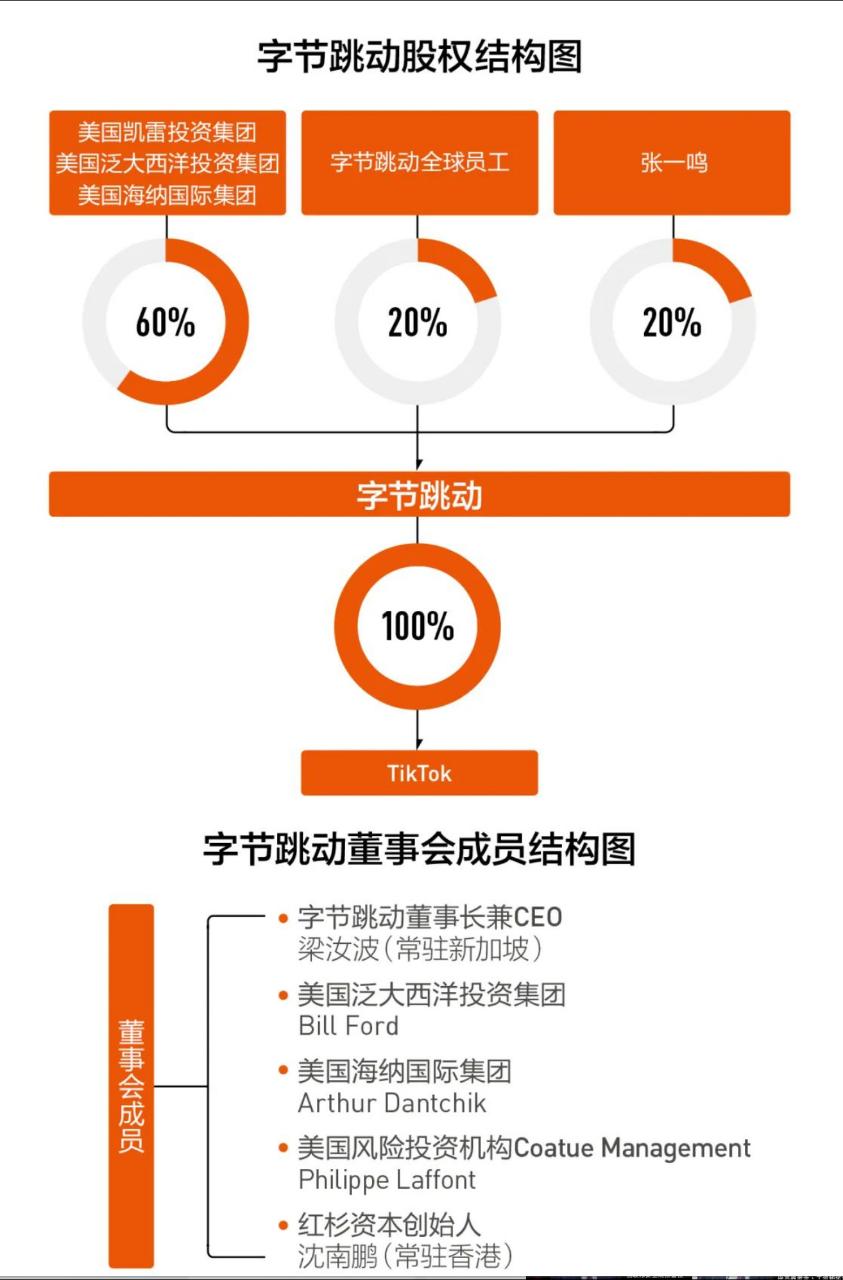 字节跳动股权结构图
美国凯雷投资集团
美国泛大西洋投资集团
美国海纳国际集团
字节跳动全球员工
张一鸣
60%
20%
20%
字节跳动
100%
TikTok
字节跳动董事会成员结构图
董事会成员
字节跳动董事长兼CEO
梁汝波(常驻新加坡)
美国泛大西洋投资集团
Bill Ford
美国海纳国际集团
Arthur Dantchik
美国风险投资机构Coatue Management
Philippe Laffont
红杉资本创始人
沈南鹏(常驻香港)